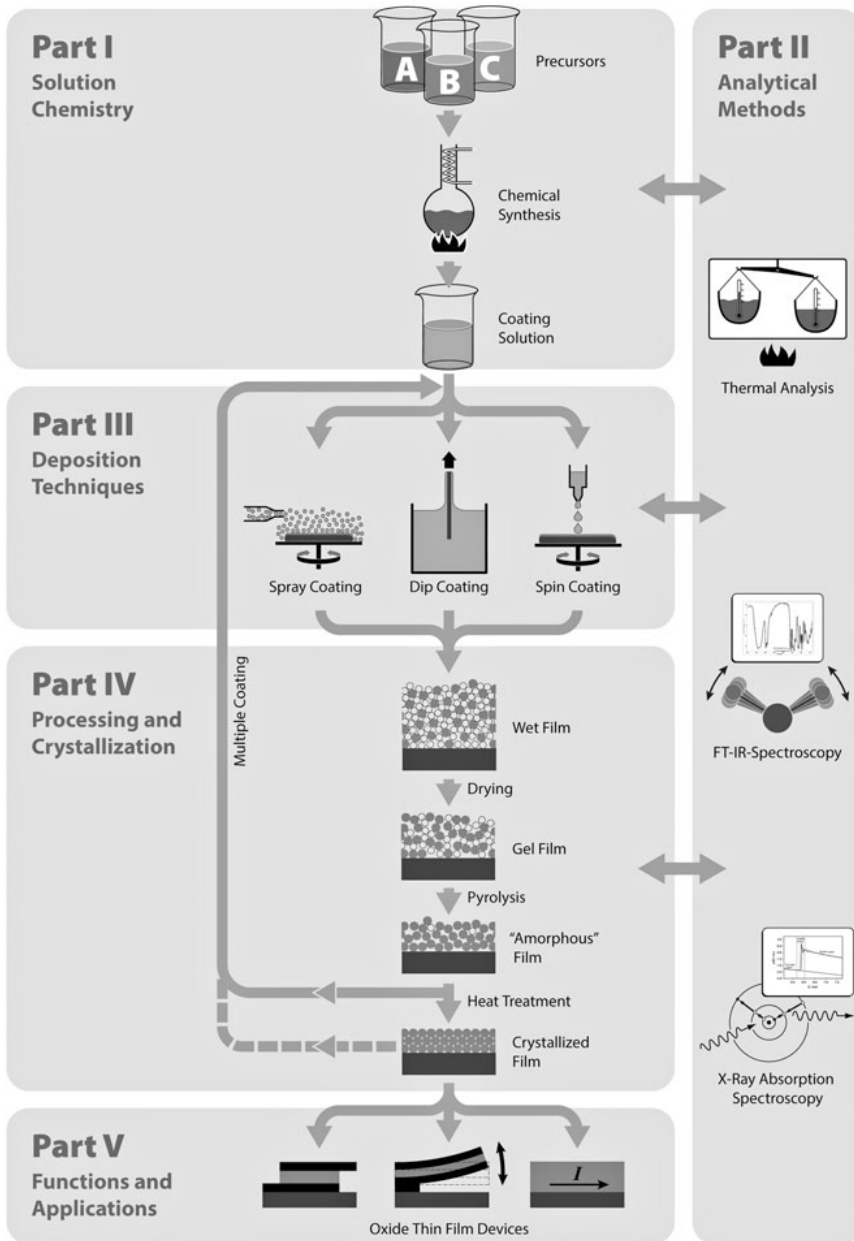 Part I
Solution
Chemistry
A
B
C
Precursors
Chemical
Synthesis
Coating
Solution
Part II
Analytical
Methods
Thermal Analysis
FT-IR-Spectroscopy
X-Ray Absorption
Spectroscopy
Part III
Deposition
Techniques
Spray Coating
Dip Coating
Spin Coating
Part IV
Processing and
Crystallization
Multiple Coating
Wet Film
Drying
Gel Film
Pyrolysis
“Amorphous”
Film
Heat Treatment
Crystallized
Film
Part V
Functions and
Applications
I
Oxide Thin Film Devices